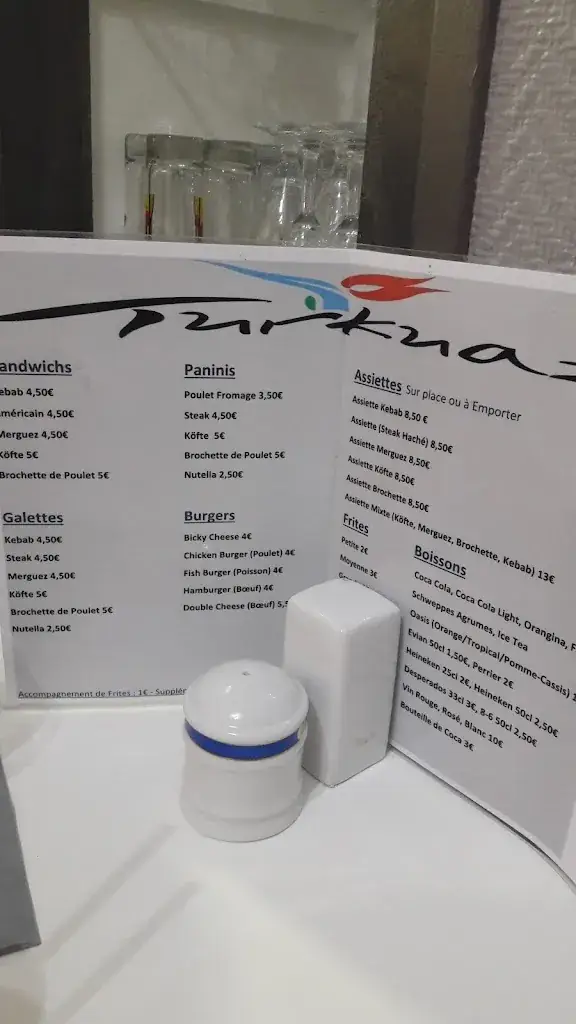 Turkuaz
andwichs
ebab 4,50€
méricain 4,50€
Merguez 4,50€
Köfte 5€
Brochette de Poulet 5€
Galettes
Kebab 4,50€
Steak 4,50€
Merguez 4,50€
Köfte 5€
Brochette de Poulet 5€
Nutella 2,50€
Accompagnement de Frites : 1€ - Supplér
Paninis
Poulet Fromage 3,50€
Steak 4,50€
Köfte 5€
Brochette de Poulet 5€
Nutella 2,50€
Burgers
Bicky Cheese 4€
Chicken Burger (Poulet) 4€
Fish Burger (Poisson) 4€
Hamburger (Bœuf) 4€
Double Cheese (Bœuf) 5,5
Assiettes Sur place ou à Emporter
Assiette Kebab 8,50 €
Assiette (Steak Haché) 8,50€
Assiette Merguez 8,50€
Assiette Köfte 8,50€
Assiette Brochette 8,50€
Assiette Mixte (Köfte, Merguez, Brochette, Kebab) 13€
Frites
Petite 2€
Moyenne 3€
Boissons
Coca Cola, Coca Cola Light, Orangina, F
Schweppes Agrumes, Ice Tea
Oasis (Orange/Tropical/Pomme-Cassis) 1
Evian 50cl 1,50€, Perrier 2€
Heineken 25cl 2€, Heineken 50cl 2,50€
Desperados 33cl 3€, 8-6 50cl 2,50€
Vin Rouge, Rosé, Blanc 10€
Bouteille de Coca 3€